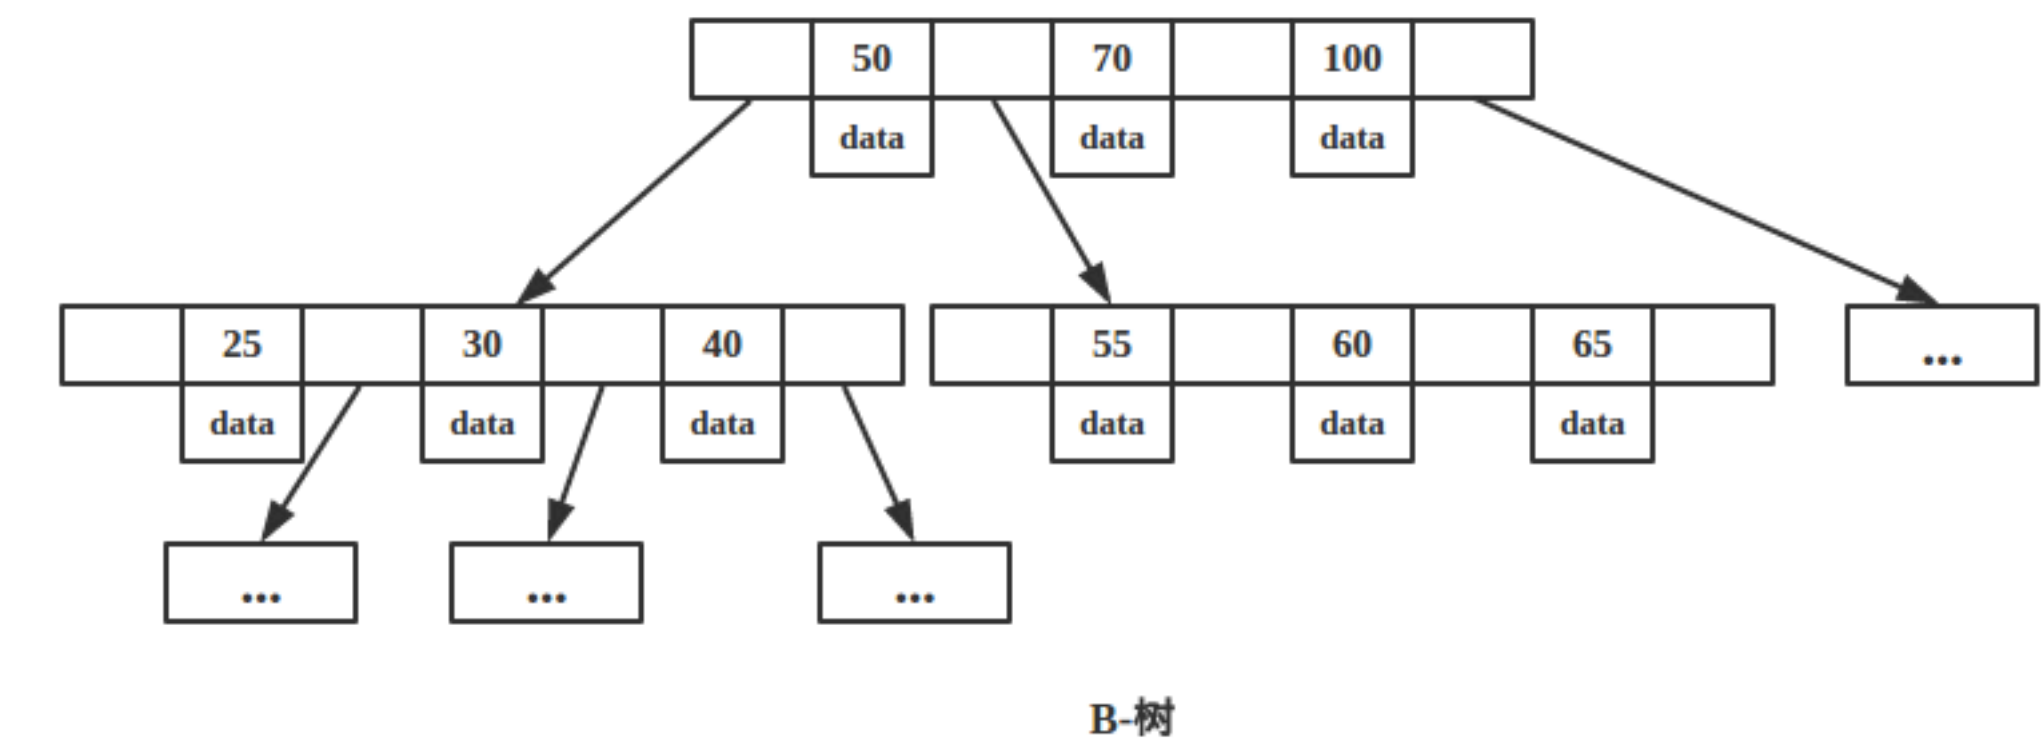 50 70 100
data data data
25 30 40 55 60 65 ...
data data data data data data
... ... ...
B-树